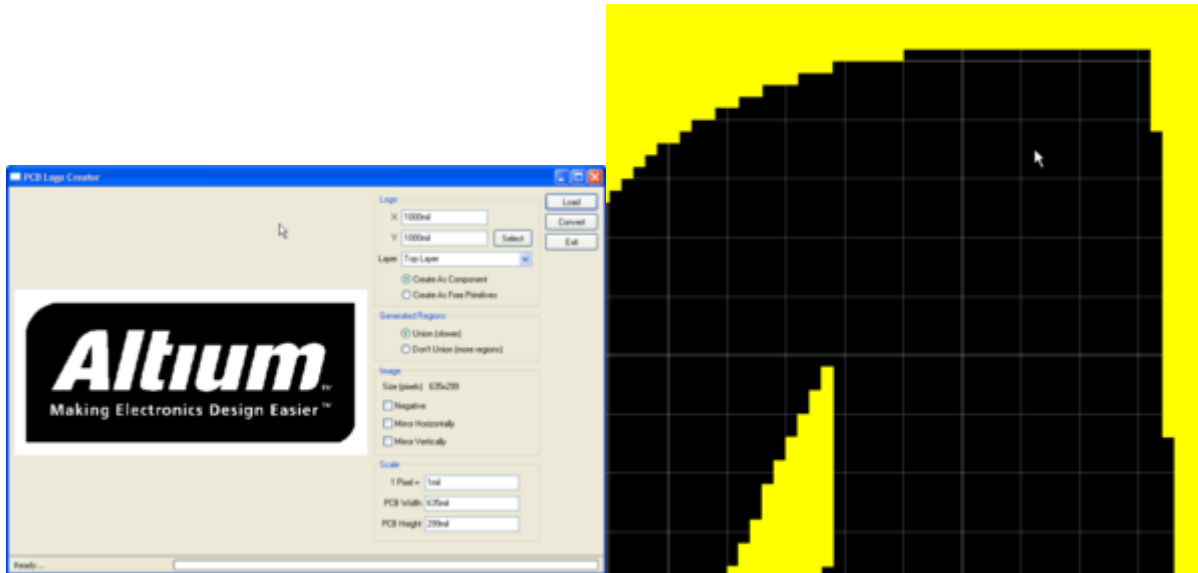 PCB Logo Creator
Logo
X 1000mil
Y 1000mil Select
Layer Top Layer
Create As Component
Create As Free Primitives
Generated Regions
Union (slower)
Don't Union (more regions)
Image
Size (pixels) 635x299
Negative
Mirror Horizontally
Mirror Vertically
Scale
1 Pixel = 1mil
PCB Width 635mil
PCB Height 299mil
Load
Convert
Exit
Altium TM
Making Electronics Design Easier TM
Ready...